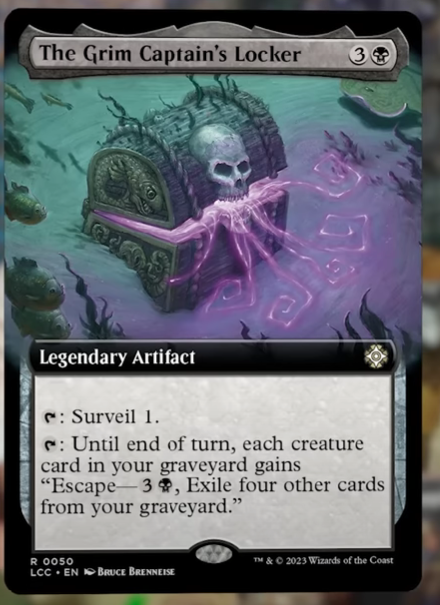 The Grim Captain's Locker 3
Legendary Artifact
: Surveil 1.
: Until end of turn, each creature
card in your graveyard gains
“Escape—3, Exile four other cards
from your graveyard.”
R 0050
LCC • EN Bruce Brenneise
™ & © 2023 Wizards of the Coast